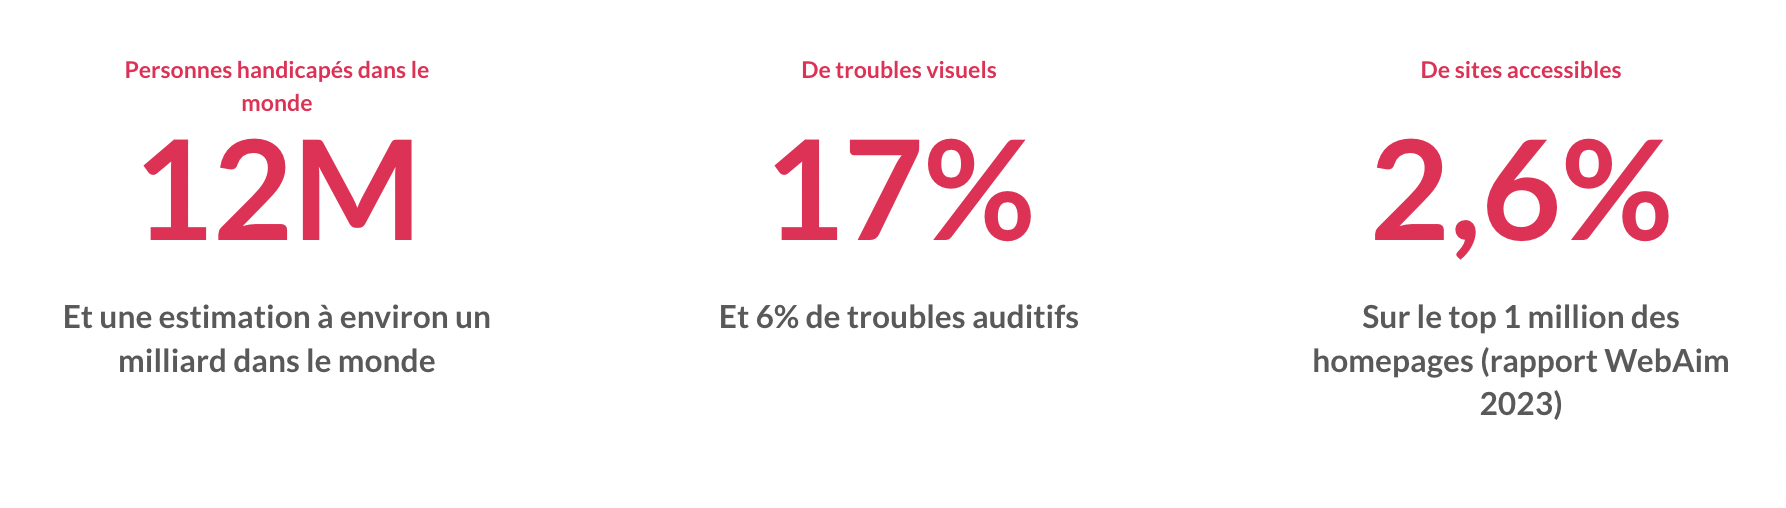 Personnes handicapés dans le
monde
12M
Et une estimation à environ un
milliard dans le monde
De troubles visuels
17%
Et 6% de troubles auditifs
De sites accessibles
2,6%
Sur le top 1 million des
homepages (rapport WebAim
2023)